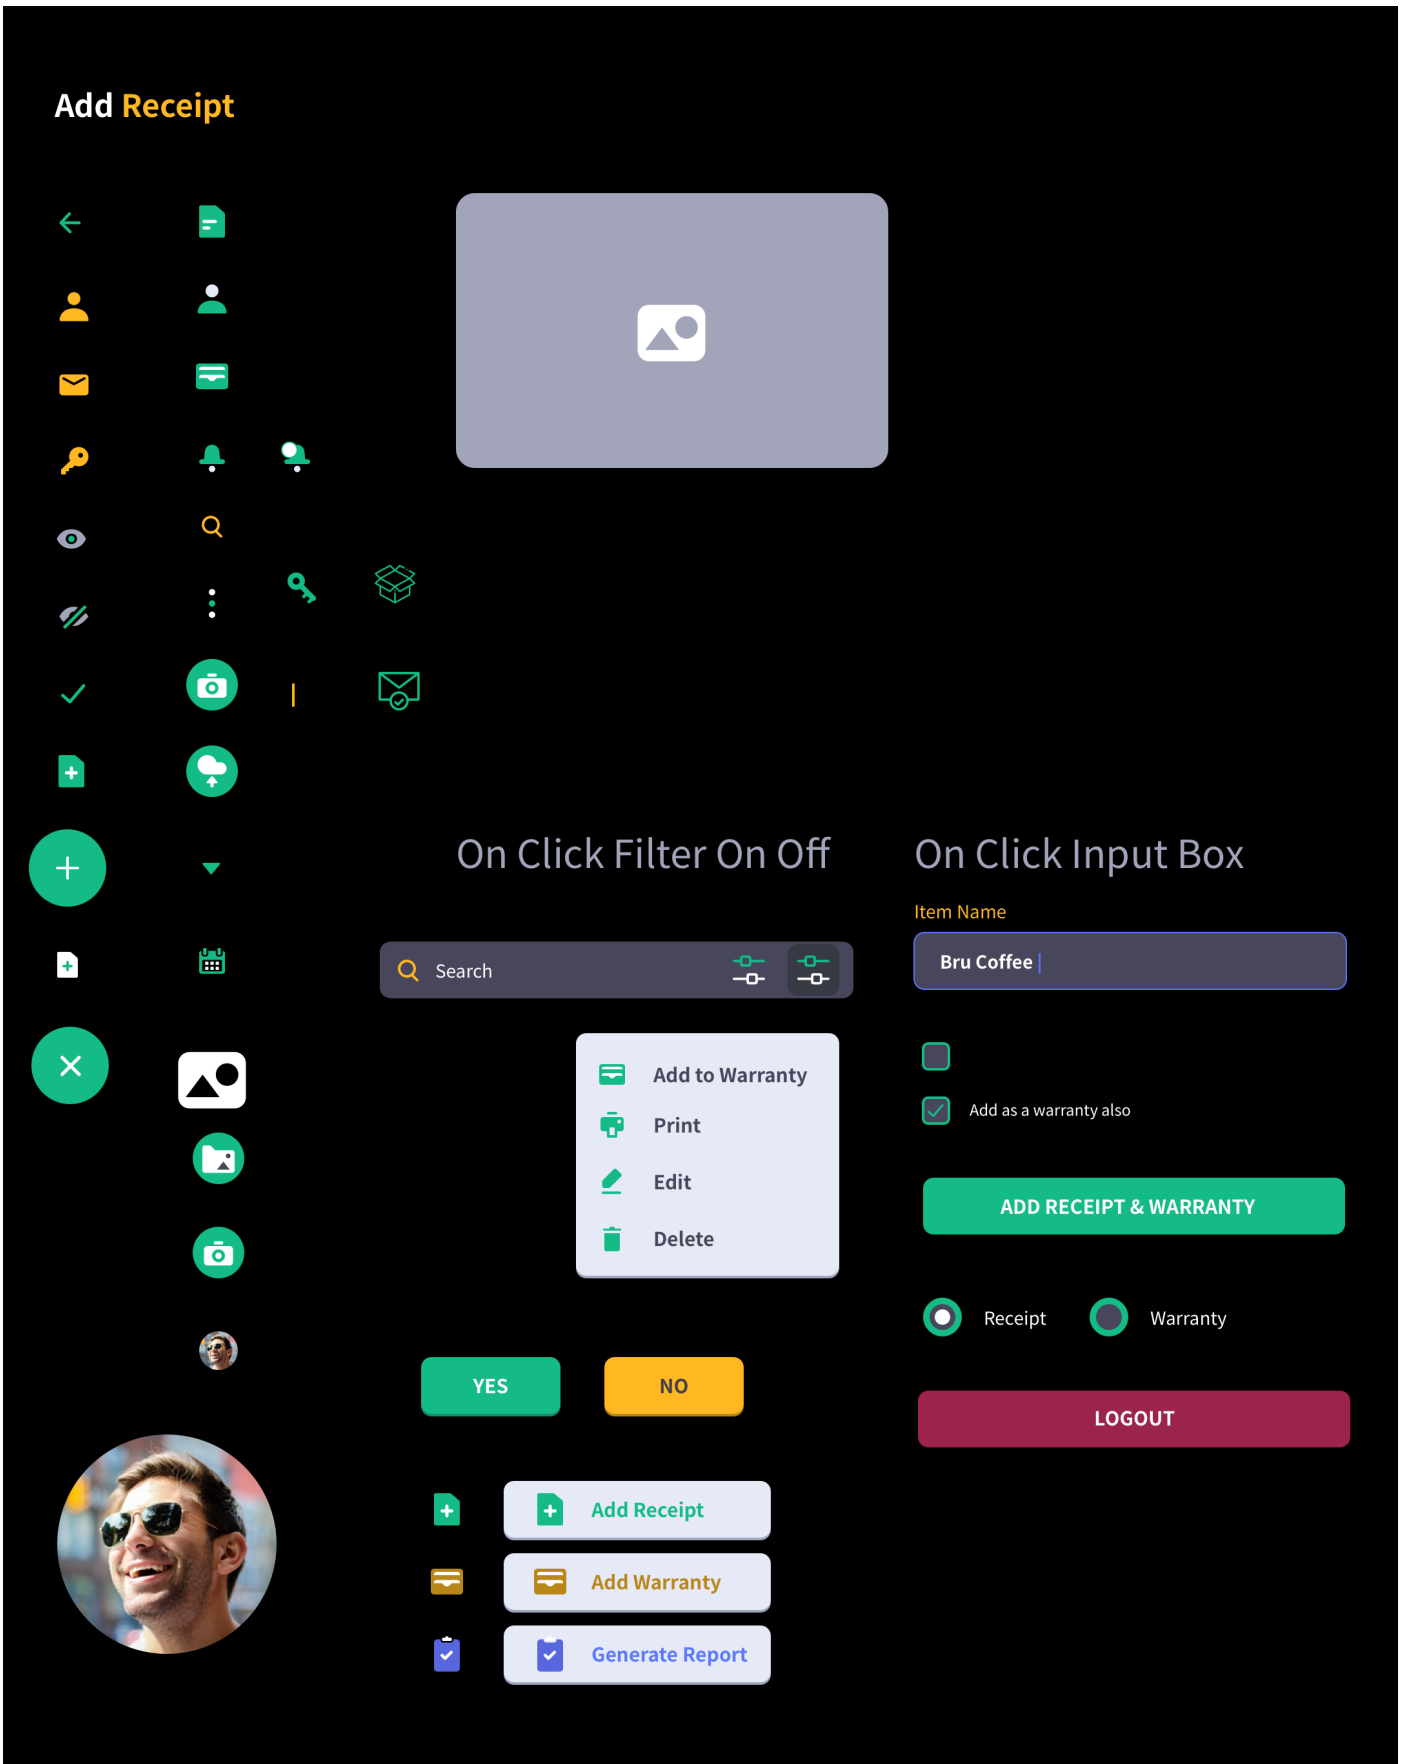 Add Receipt
On Click Filter On Off
On Click Input Box
Item Name
Search
Bru Coffee
Add to Warranty
Print
Edit
Delete
Add as a warranty also
ADD RECEIPT & WARRANTY
Receipt
Warranty
YES
NO
LOGOUT
Add Receipt
Add Warranty
Generate Report